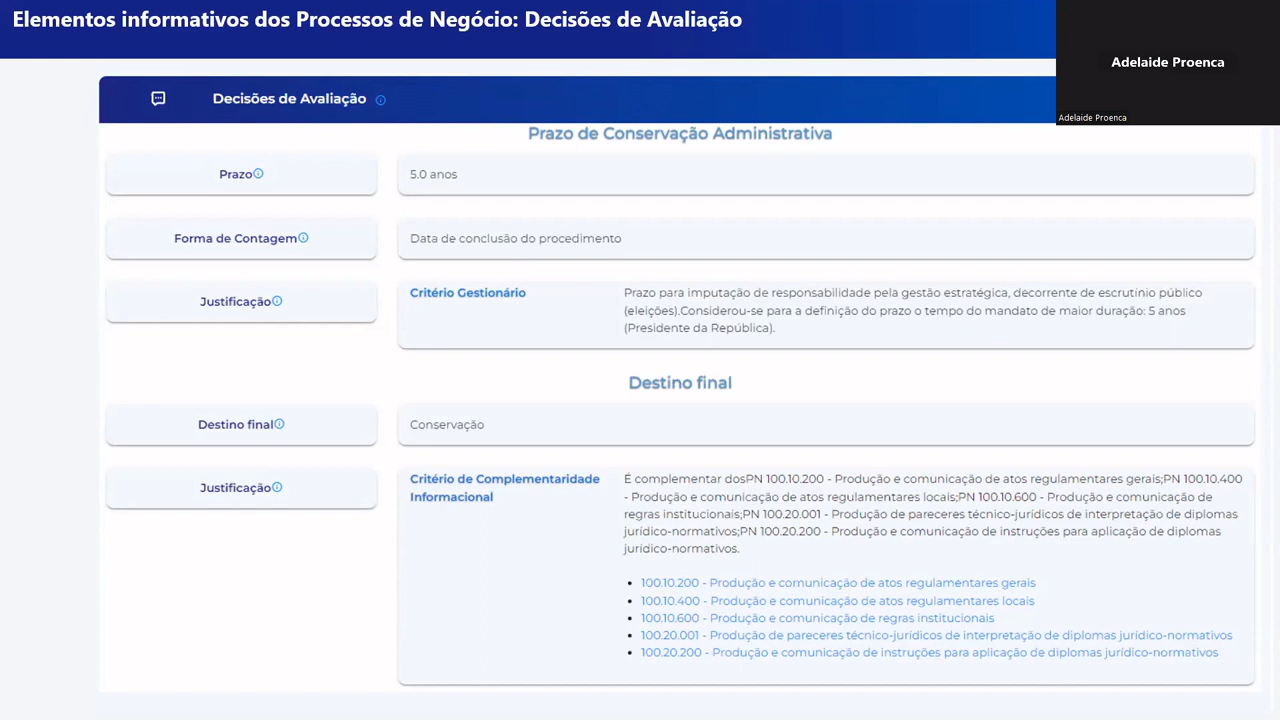 Elementos informativos dos Processos de Negócio: Decisões de Avaliação
Adelaide Proenca
Adelaide Proenca
Decisões de Avaliação
Prazo de Conservação Administrativa
Prazo
5.0 anos
Forma de Contagem
Data de conclusão do procedimento
Justificação
Critério Gestionário
Prazo para imputação de responsabilidade pela gestão estratégica, decorrente de escrutínio público
(eleições).Considerou-se para a definição do prazo o tempo do mandato de maior duração: 5 anos
(Presidente da República).
Destino final
Destino final
Conservação
Justificação
Critério de Complementaridade
Informacional
É complementar dosPN 100.10.200 - Produção e comunicação de atos regulamentares gerais;PN 100.10.400
- Produção e comunicação de atos regulamentares locais;PN 100.10.600 - Produção e comunicação de
regras institucionais;PN 100.20.001 - Produção de pareceres técnico-jurídicos de interpretação de diplomas
jurídico-normativos;PN 100.20.200 - Produção e comunicação de instruções para aplicação de diplomas
jurídico-normativos.
• 100.10.200 - Produção e comunicação de atos regulamentares gerais
• 100.10.400 - Produção e comunicação de atos regulamentares locais
• 100.10.600 - Produção e comunicação de regras institucionais
• 100.20.001 - Produção de pareceres técnico-jurídicos de interpretação de diplomas jurídico-normativos
• 100.20.200 - Produção e comunicação de instruções para aplicação de diplomas jurídico-normativos